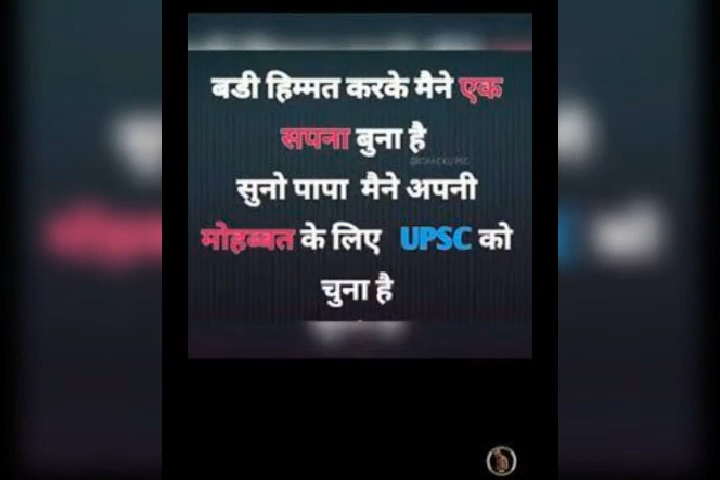 बडी हिम्मत करके मैने एक
सपना बुना है
सुनो पापा मैने अपनी
मोहब्बत के लिए UPSC को
चुना है